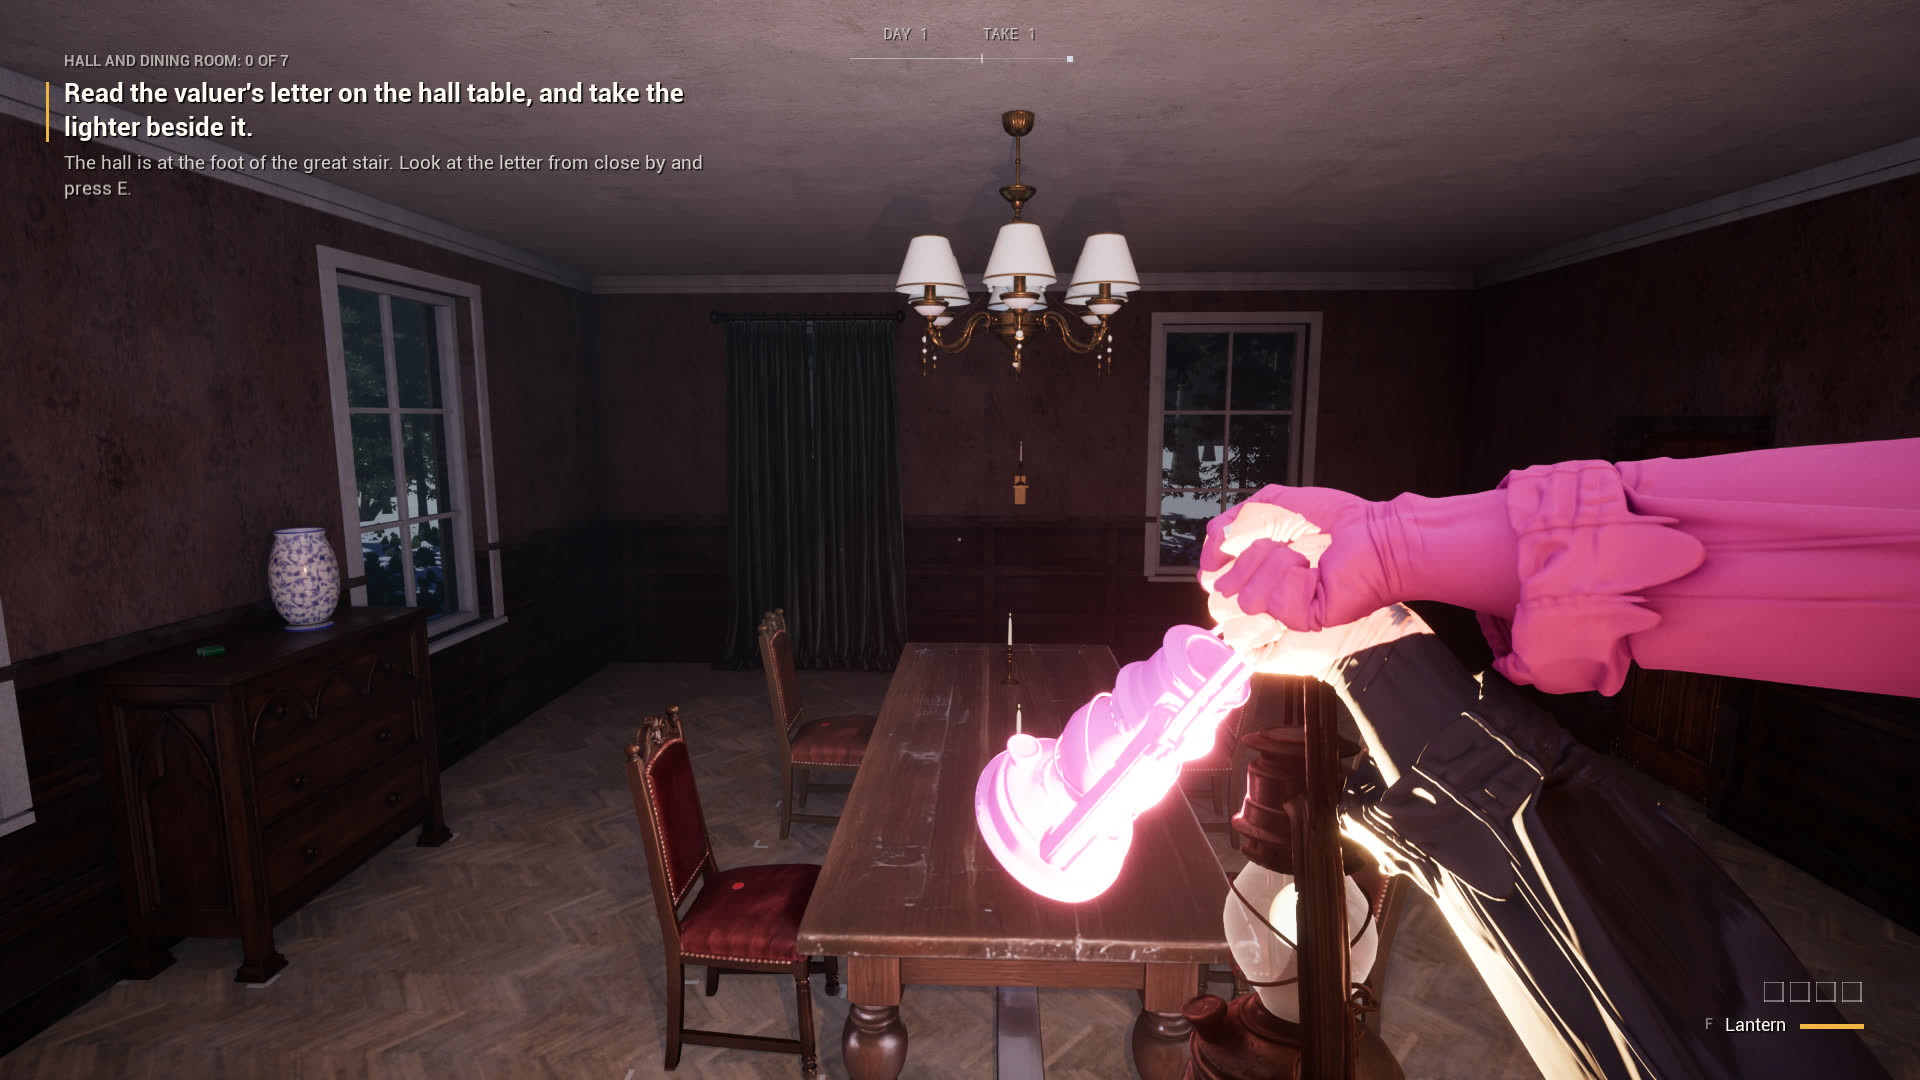 DAY 1 TAKE 1
HALL AND DINING ROOM: 0 OF 7
Read the valuer's letter on the hall table, and take the
lighter beside it.
The hall is at the foot of the great stair. Look at the letter from close by and
press E.
F Lantern